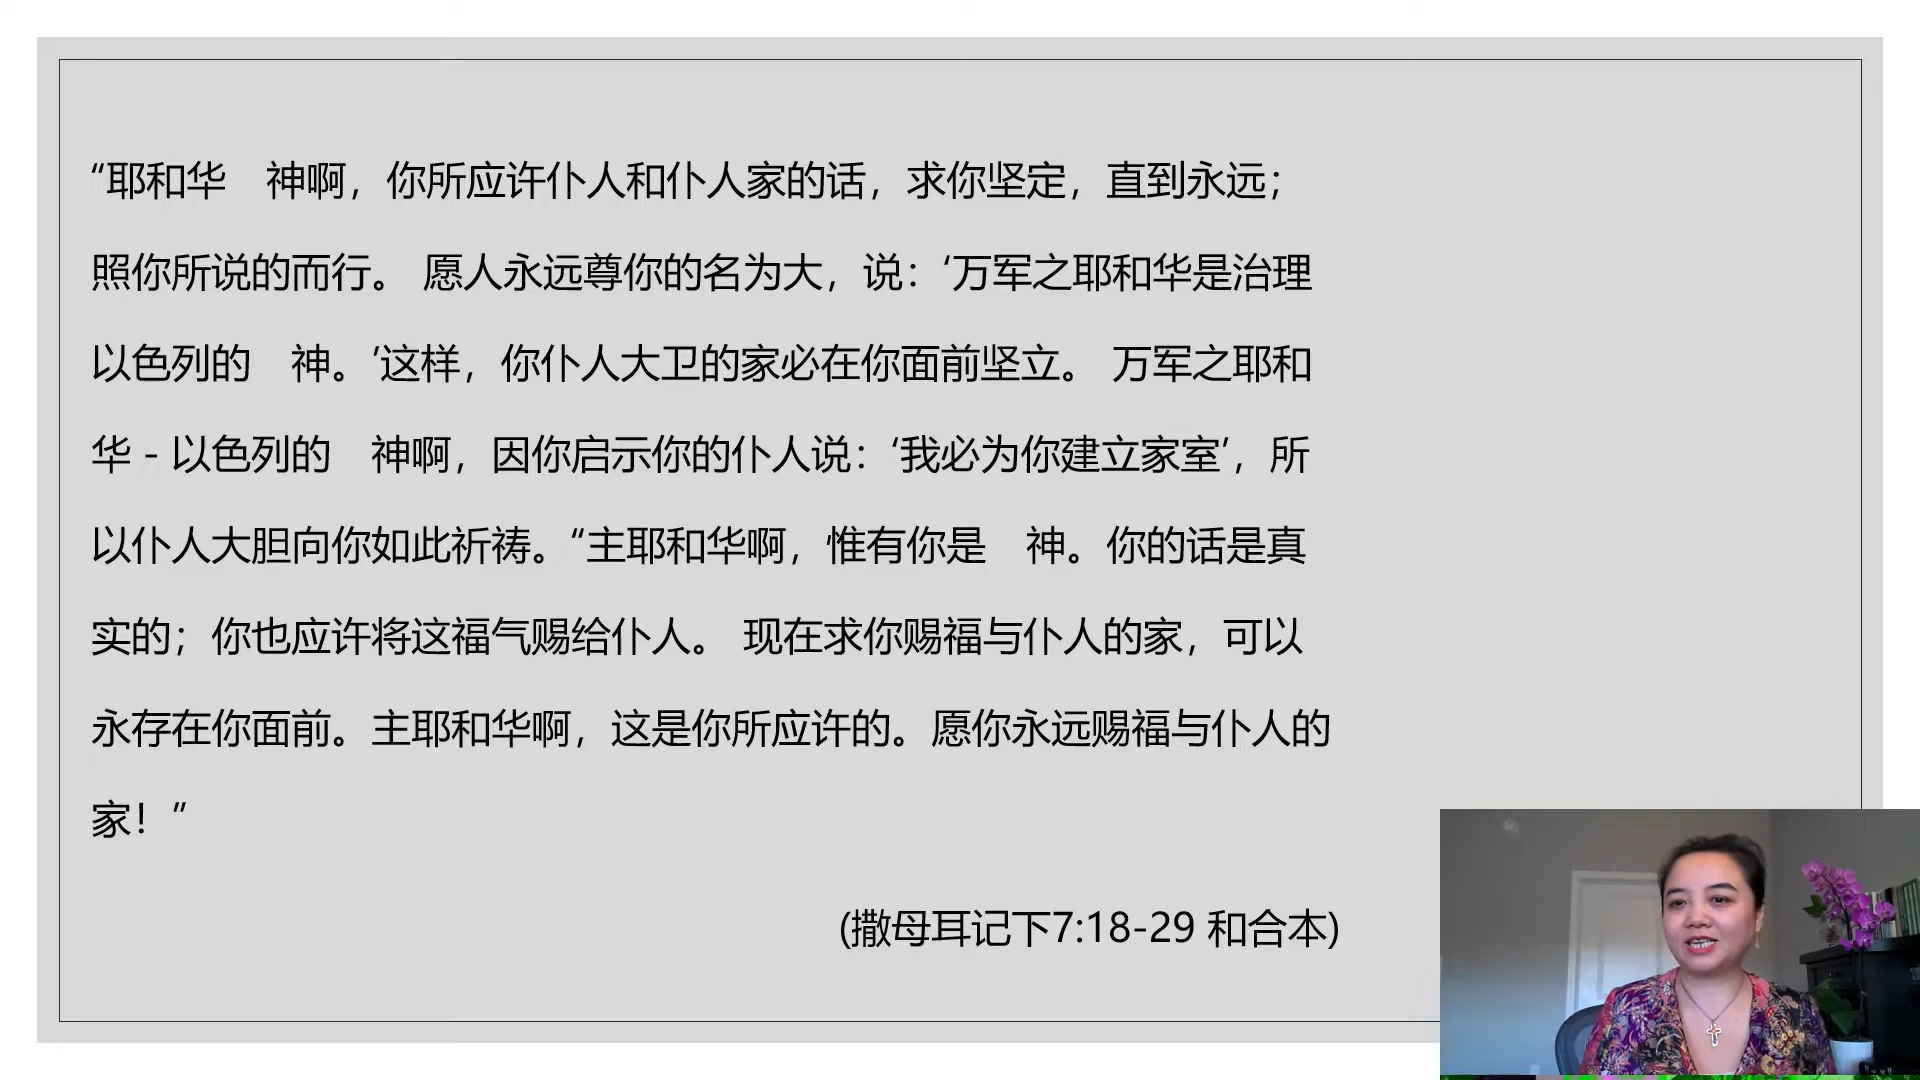 “耶和华　神啊，你所应许仆人和仆人家的话，求你坚定，直到永远；
照你所说的而行。 愿人永远尊你的名为大，说：‘万军之耶和华是治理
以色列的　神。’这样，你仆人大卫的家必在你面前坚立。 万军之耶和
华 - 以色列的　神啊，因你启示你的仆人说：‘我必为你建立家室’，所
以仆人大胆向你如此祈祷。“主耶和华啊，惟有你是　神。你的话是真
实的；你也应许将这福气赐给仆人。 现在求你赐福与仆人的家，可以
永存在你面前。主耶和华啊，这是你所应许的。愿你永远赐福与仆人的
家！”
(撒母耳记下7:18-29 和合本)